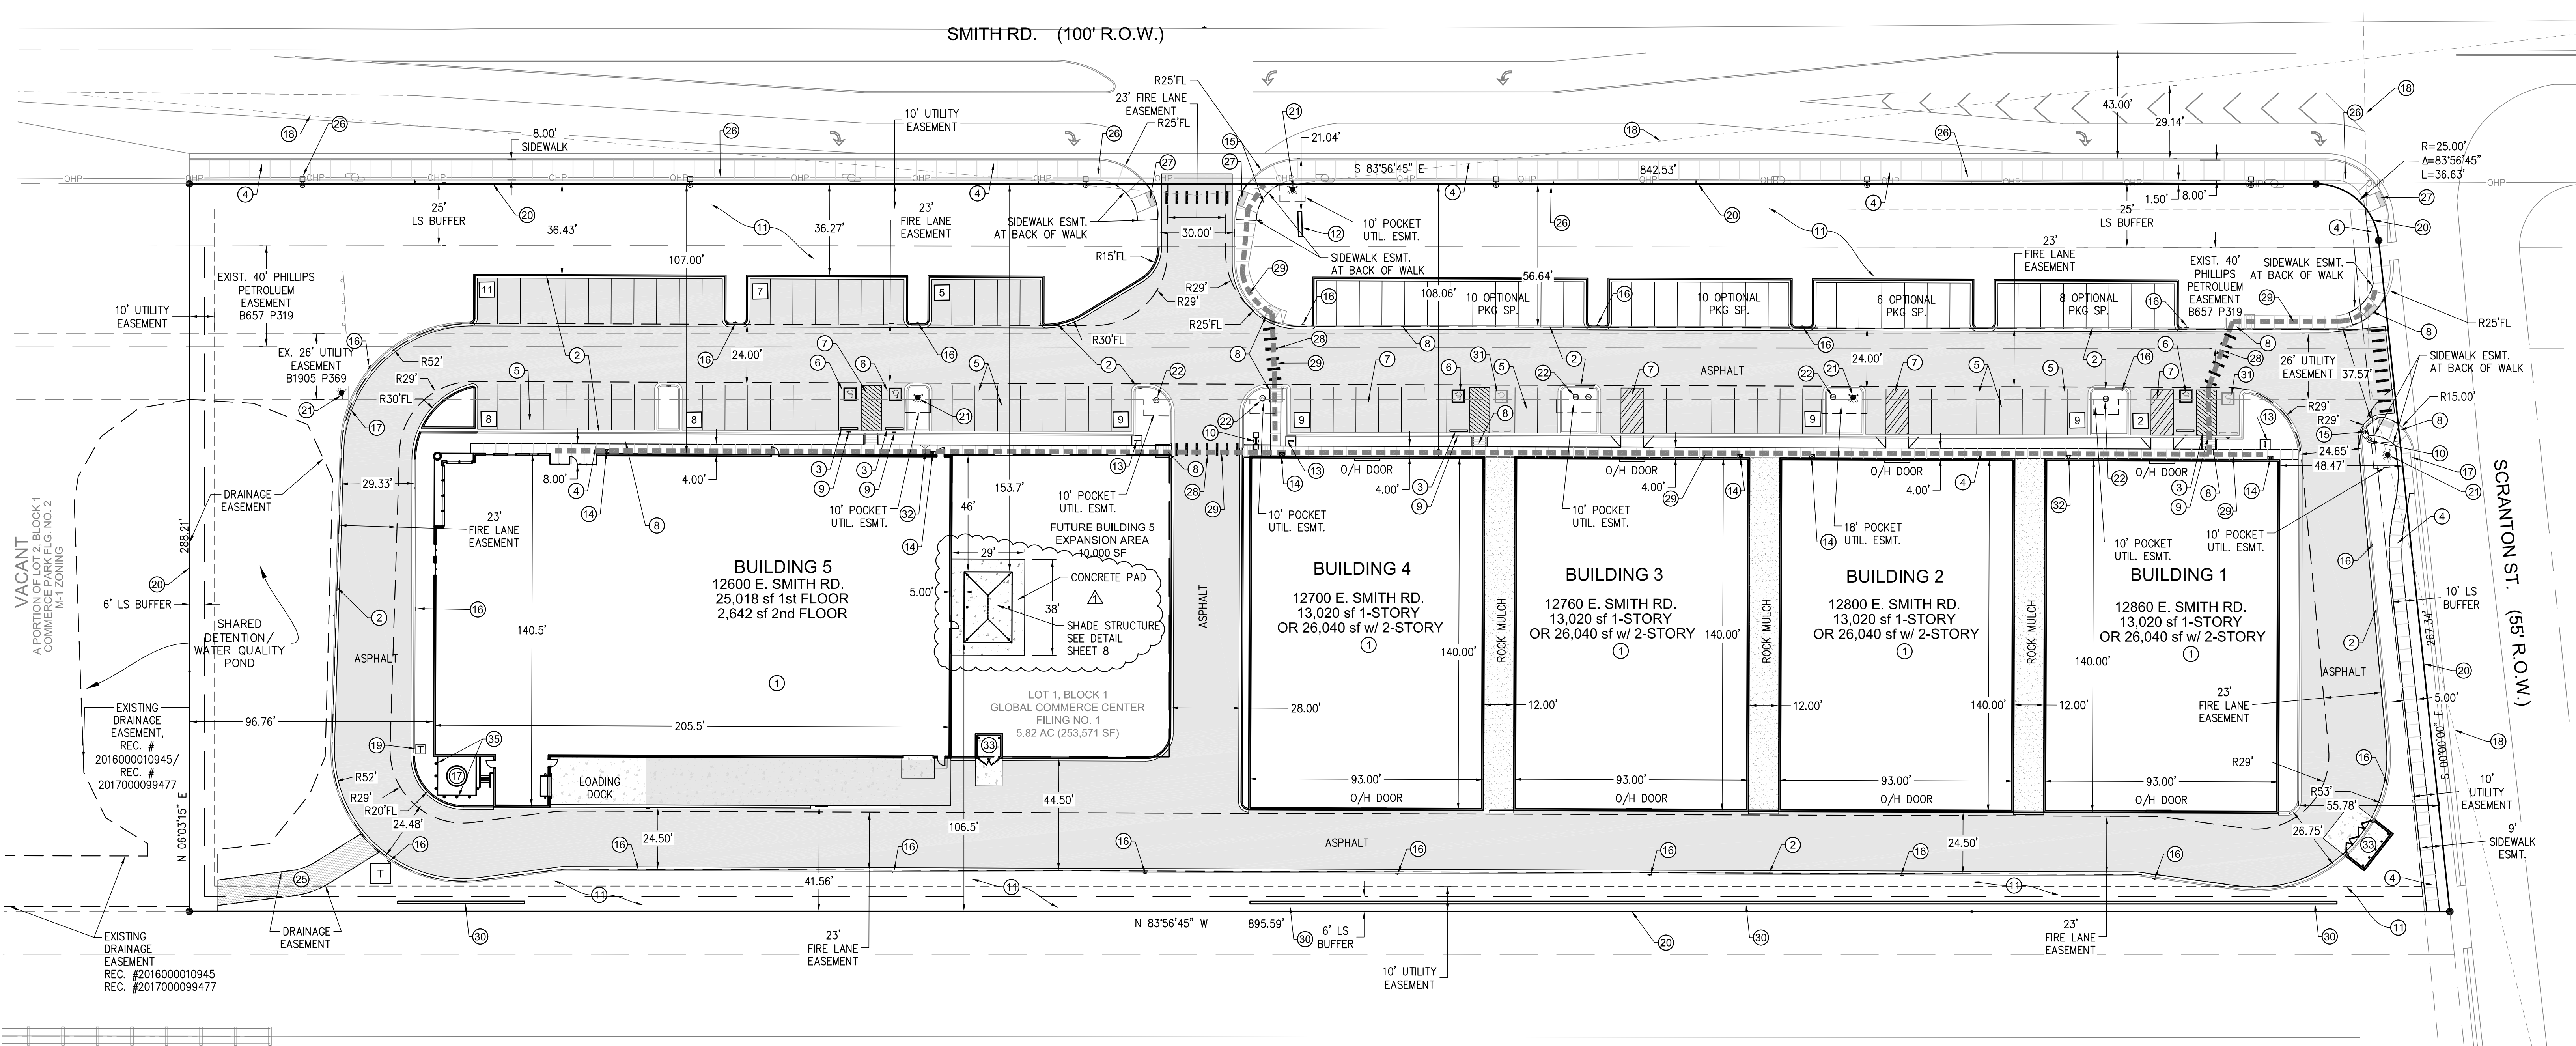 SMITH RD. (100' R.O.W.)
R25'FL
23' FIRE LANE
EASEMENT
R25'FL
10' UTILITY
EASEMENT
8.00'
SIDEWALK
21.04'
43.00'
29.14'
R=25.00'
Δ=83°56'45"
L=36.63'
S 83°56'45" E
842.53'
OHP
25'
LS BUFFER
36.43'
107.00'
36.27'
23'
FIRE LANE
EASEMENT
SIDEWALK ESMT.
AT BACK OF WALK
30.00'
R15'FL
R29'
R29'
R25'FL
R30'FL
10' POCKET
UTIL. ESMT.
SIDEWALK ESMT.
AT BACK OF WALK
56.64'
108.06'
10 OPTIONAL
PKG SP.
10 OPTIONAL
PKG SP.
6 OPTIONAL
PKG SP.
8 OPTIONAL
PKG SP.
23'
FIRE LANE
EASEMENT
1.50'
8.00'
25'
LS BUFFER
EXIST. 40'
PHILLIPS
PETROLUEM
EASEMENT
B657 P319
SIDEWALK ESMT.
AT BACK OF WALK
R25'FL
SIDEWALK ESMT.
AT BACK OF WALK
26' UTILITY
EASEMENT
37.57'
R15.00'
R29'
R29'
24.65'
48.47'
EXIST. 40' PHILLIPS
PETROLUEM
EASEMENT
B657 P319
10' UTILITY
EASEMENT
EX. 26' UTILITY
EASEMENT
B1905 P369
R52'
R29'
R30'FL
11
7
5
8
8
9
9
9
9
2
24.00'
24.00'
ASPHALT
DRAINAGE
EASEMENT
29.33'
23'
FIRE LANE
EASEMENT
8.00'
4.00'
10' POCKET
UTIL. ESMT.
46'
153.7'
10' POCKET
UTIL. ESMT.
FUTURE BUILDING 5
EXPANSION AREA
10,000 SF
29'
CONCRETE PAD
5.00'
38'
1
SHADE STRUCTURE
SEE DETAIL
SHEET 8
BUILDING 5
12600 E. SMITH RD.
25,018 sf 1st FLOOR
2,642 sf 2nd FLOOR
140.5'
205.5'
LOT 1, BLOCK 1
GLOBAL COMMERCE CENTER
FILING NO. 1
5.82 AC (253,571 SF)
LOADING
DOCK
ASPHALT
28.00'
O/H DOOR
4.00'
10' POCKET
UTIL. ESMT.
BUILDING 4
12700 E. SMITH RD.
13,020 sf 1-STORY
OR 26,040 sf w/ 2-STORY
140.00'
93.00'
O/H DOOR
ROCK MULCH
12.00'
O/H DOOR
4.00'
10' POCKET
UTIL. ESMT.
BUILDING 3
12760 E. SMITH RD.
13,020 sf 1-STORY
OR 26,040 sf w/ 2-STORY
140.00'
93.00'
O/H DOOR
ROCK MULCH
12.00'
O/H DOOR
4.00'
18' POCKET
UTIL. ESMT.
BUILDING 2
12800 E. SMITH RD.
13,020 sf 1-STORY
OR 26,040 sf w/ 2-STORY
140.00'
93.00'
O/H DOOR
ROCK MULCH
12.00'
O/H DOOR
10' POCKET
UTIL. ESMT.
10' POCKET
UTIL. ESMT.
BUILDING 1
12860 E. SMITH RD.
13,020 sf 1-STORY
OR 26,040 sf w/ 2-STORY
140.00'
93.00'
O/H DOOR
ASPHALT
23'
FIRE LANE
EASEMENT
10' LS
BUFFER
267.34'
5.00'
S 00°00'00" E
SCRANTON ST. (55' R.O.W.)
10'
UTILITY
EASEMENT
9'
SIDEWALK
ESMT.
R29'
R53'
55.78'
26.75'
VACANT
A PORTION OF LOT 2, BLOCK 1
COMMERCE PARK FLG. NO. 2
M-1 ZONING
288.21'
6' LS BUFFER
SHARED
DETENTION/
WATER QUALITY
POND
ASPHALT
EXISTING
DRAINAGE
EASEMENT,
REC. #
2016000010945/
REC. #
2017000099477
N 06°03'15" E
96.76'
T
R52'
R29'
R20'FL
24.48'
T
24.50'
41.56'
44.50'
106.5'
ASPHALT
24.50'
DRAINAGE
EASEMENT
EXISTING
DRAINAGE
EASEMENT
REC. #2016000010945
REC. #2017000099477
23'
FIRE LANE
EASEMENT
N 83°56'45" W 895.59'
6' LS
BUFFER
10' UTILITY
EASEMENT
23'
FIRE LANE
EASEMENT